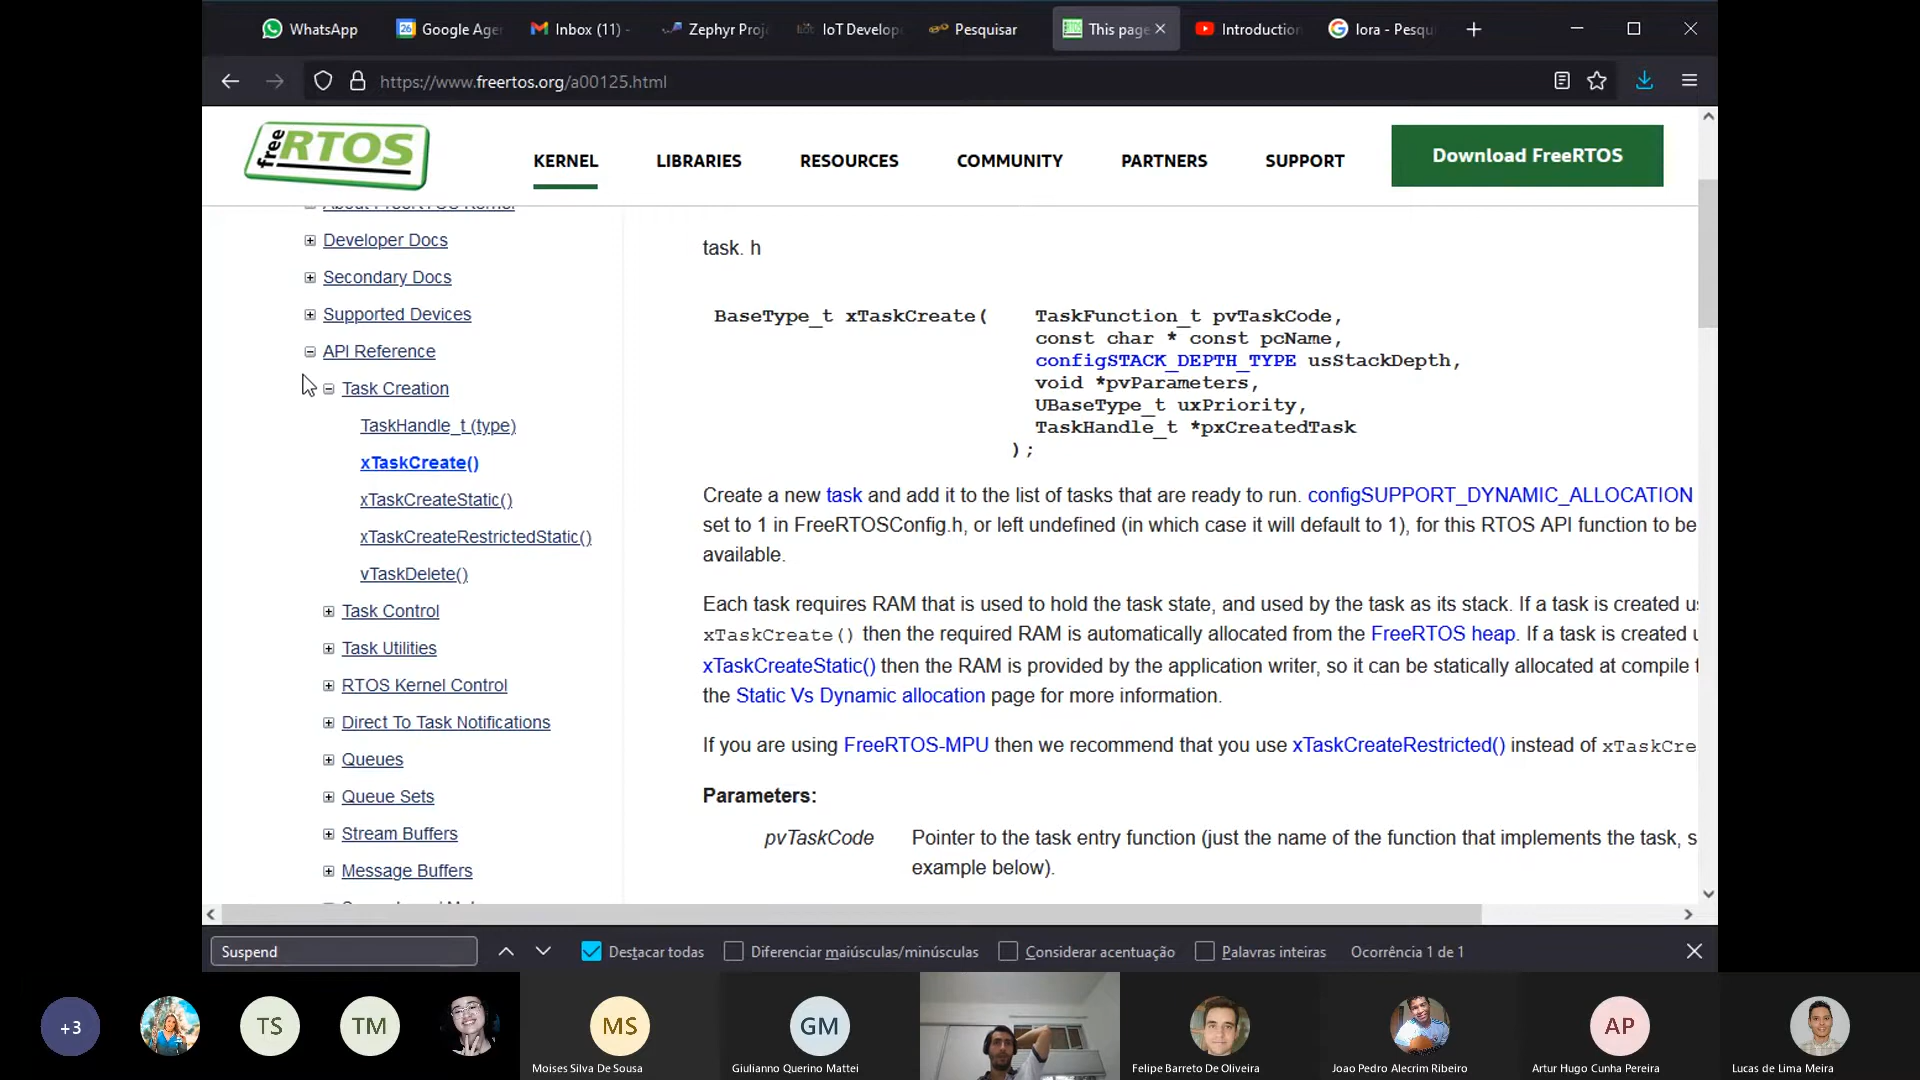 WhatsApp
Google Age
Inbox (11) -
Zephyr Proj
IoT Develop
Pesquisar
This page
Introduction
lora - Pesqu
https://www.freertos.org/a00125.html
free RTOS
KERNEL
LIBRARIES
RESOURCES
COMMUNITY
PARTNERS
SUPPORT
Download FreeRTOS
About FreeRTOS Kernel
Developer Docs
Secondary Docs
Supported Devices
API Reference
Task Creation
TaskHandle_t (type)
xTaskCreate()
xTaskCreateStatic()
xTaskCreateRestrictedStatic()
vTaskDelete()
Task Control
Task Utilities
RTOS Kernel Control
Direct To Task Notifications
Queues
Queue Sets
Stream Buffers
Message Buffers
task. h
BaseType_t xTaskCreate( TaskFunction_t pvTaskCode,
const char * const pcName,
configSTACK_DEPTH_TYPE usStackDepth,
void *pvParameters,
UBaseType_t uxPriority,
TaskHandle_t *pxCreatedTask
);
Create a new task and add it to the list of tasks that are ready to run. configSUPPORT_DYNAMIC_ALLOCATION
set to 1 in FreeRTOSConfig.h, or left undefined (in which case it will default to 1), for this RTOS API function to be
available.
Each task requires RAM that is used to hold the task state, and used by the task as its stack. If a task is created u
xTaskCreate() then the required RAM is automatically allocated from the FreeRTOS heap. If a task is created u
xTaskCreateStatic() then the RAM is provided by the application writer, so it can be statically allocated at compile t
the Static Vs Dynamic allocation page for more information.
If you are using FreeRTOS-MPU then we recommend that you use xTaskCreateRestricted() instead of xTaskCre
Parameters:
pvTaskCode Pointer to the task entry function (just the name of the function that implements the task, s
example below).
Suspend
Destacar todas
Diferenciar maiúsculas/minúsculas
Considerar acentuação
Palavras inteiras
Ocorrência 1 de 1
+3
TS
TM
MS
Moises Silva De Sousa
GM
Giulianno Querino Mattei
Felipe Barreto De Oliveira
Joao Pedro Alecrim Ribeiro
AP
Artur Hugo Cunha Pereira
Lucas de Lima Meira